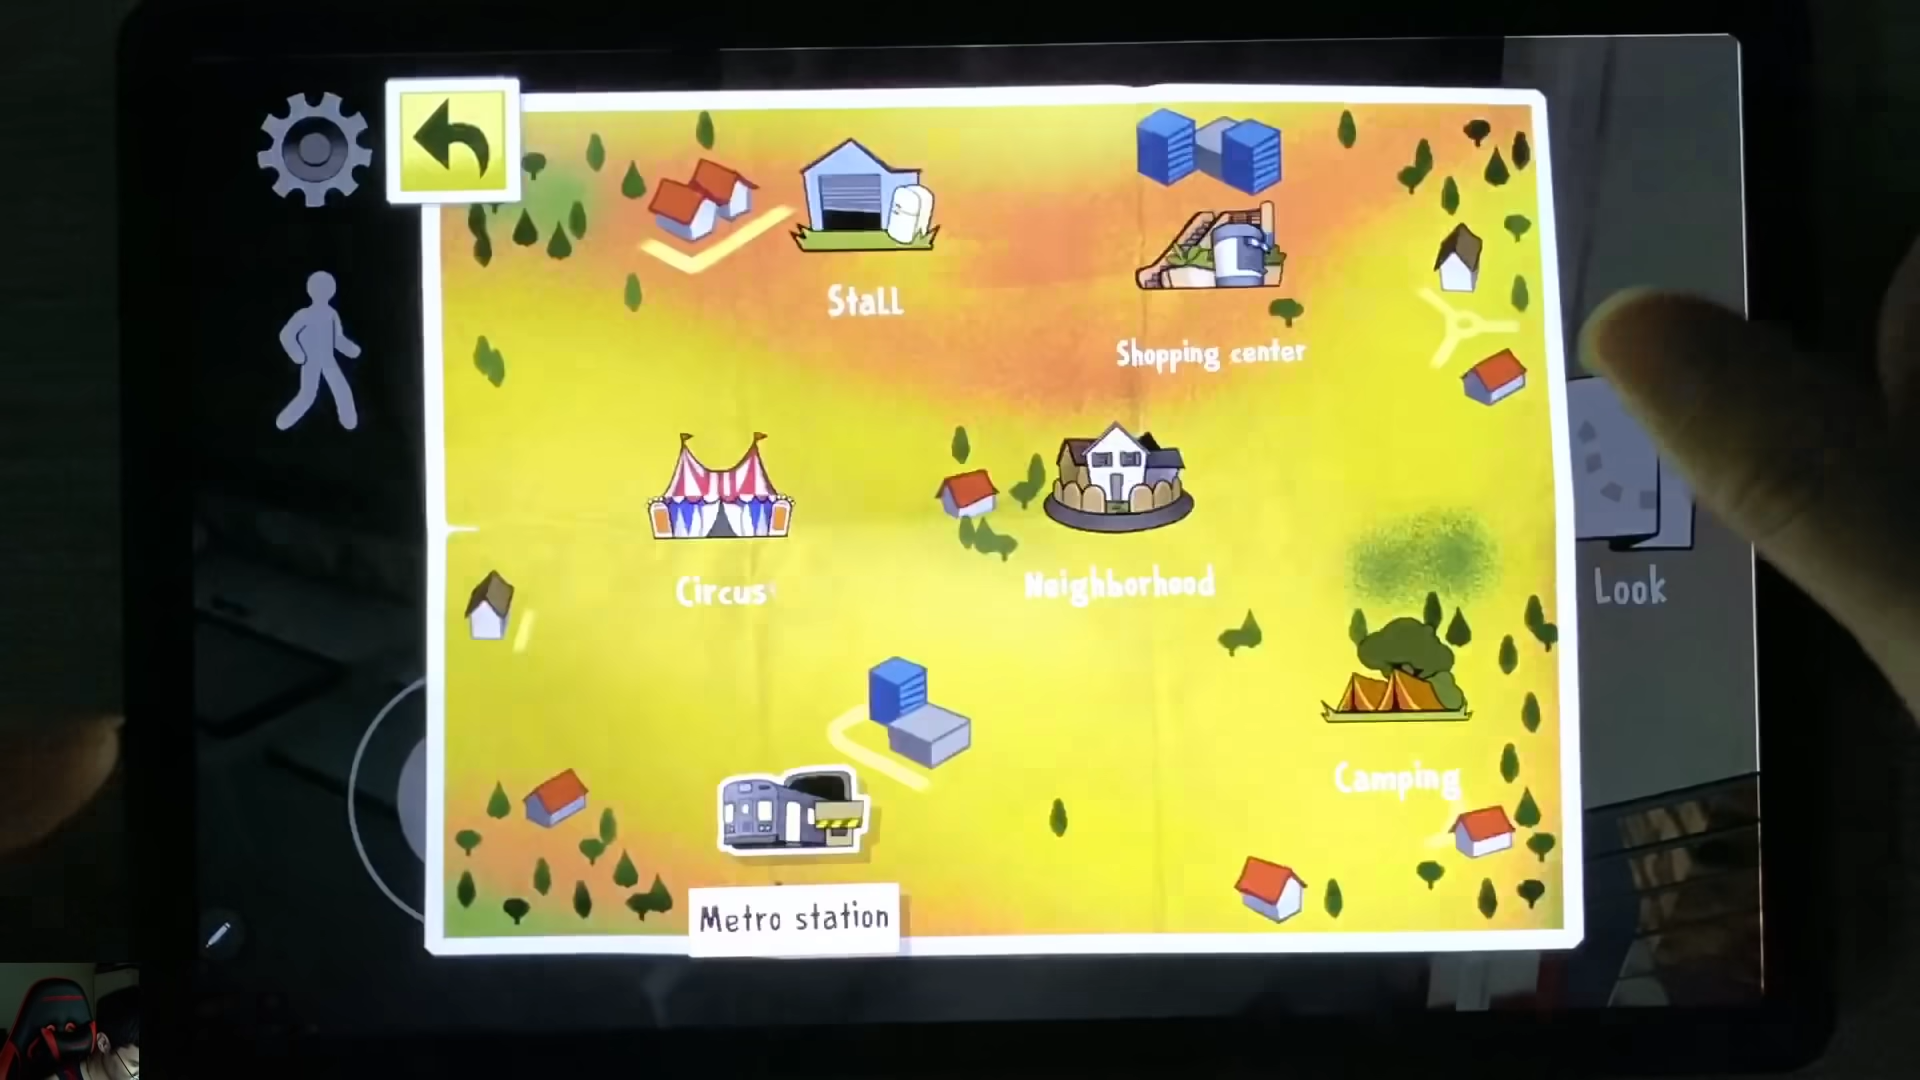 Stall
Shopping center
Circus
Neighborhood
Look
Camping
Metro station